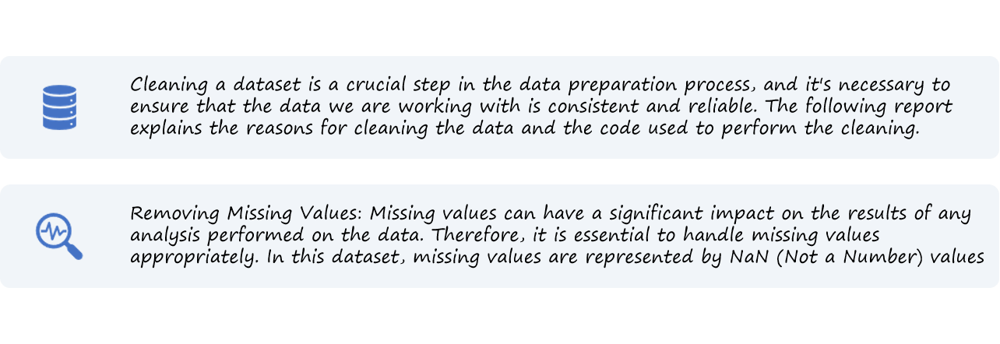 Cleaning a dataset is a crucial step in the data preparation process, and it's necessary to
ensure that the data we are working with is consistent and reliable. The following report
explains the reasons for cleaning the data and the code used to perform the cleaning.
Removing Missing Values: Missing values can have a significant impact on the results of any
analysis performed on the data. Therefore, it is essential to handle missing values
appropriately. In this dataset, missing values are represented by NaN (Not a Number) values